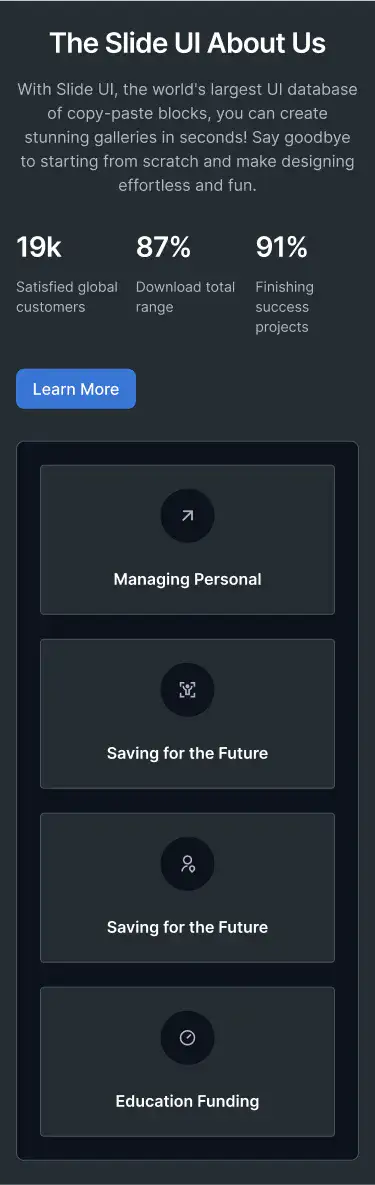 The Slide UI About Us
With Slide UI, the world's largest UI database
of copy-paste blocks, you can create
stunning galleries in seconds! Say goodbye
to starting from scratch and make designing
effortless and fun.
19k
Satisfied global
customers
87%
Download total
range
91%
Finishing
success
projects
Learn More
Managing Personal
Saving for the Future
Saving for the Future
Education Funding